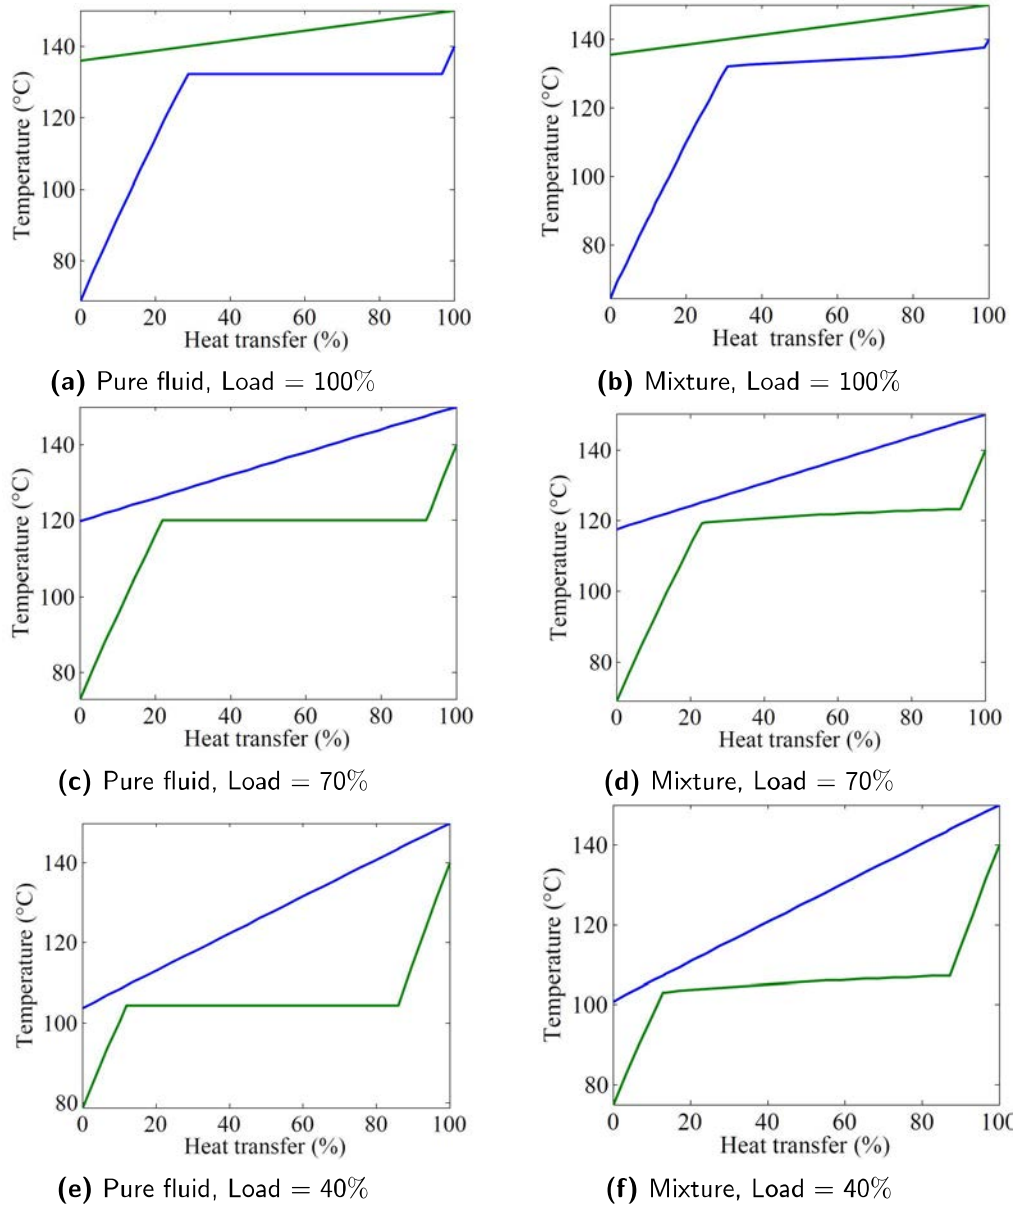 140
120
100
80
Temperature (°C)
0 20 40 60 80 100
Heat transfer (%)
(a) Pure fluid, Load = 100%
140
120
100
80
Temperature (°C)
0 20 40 60 80 100
Heat transfer (%)
(b) Mixture, Load = 100%
140
120
100
80
Temperature (°C)
0 20 40 60 80 100
Heat transfer (%)
(c) Pure fluid, Load = 70%
140
120
100
80
Temperature (°C)
0 20 40 60 80 100
Heat transfer (%)
(d) Mixture, Load = 70%
140
120
100
80
Temperature (°C)
0 20 40 60 80 100
Heat transfer (%)
(e) Pure fluid, Load = 40%
140
120
100
80
Temperature (°C)
0 20 40 60 80 100
Heat transfer (%)
(f) Mixture, Load = 40%